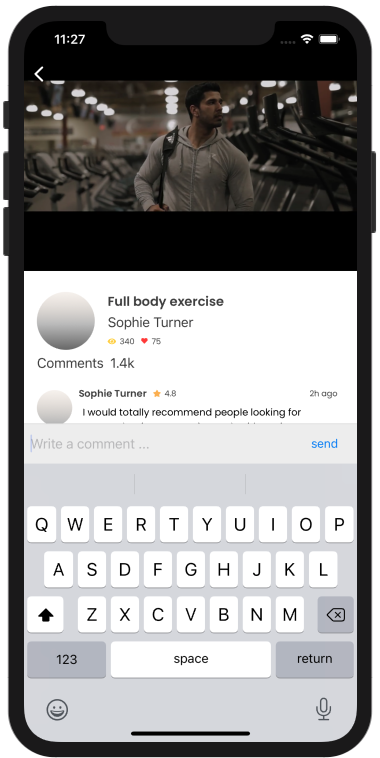 11:27
Full body exercise
Sophie Turner
340 75
Comments 1.4k
Sophie Turner 4.8 2h ago
I would totally recommend people looking for
Write a comment ... send
Q W E R T Y U I O P
A S D F G H J K L
Z X C V B N M
123 space return